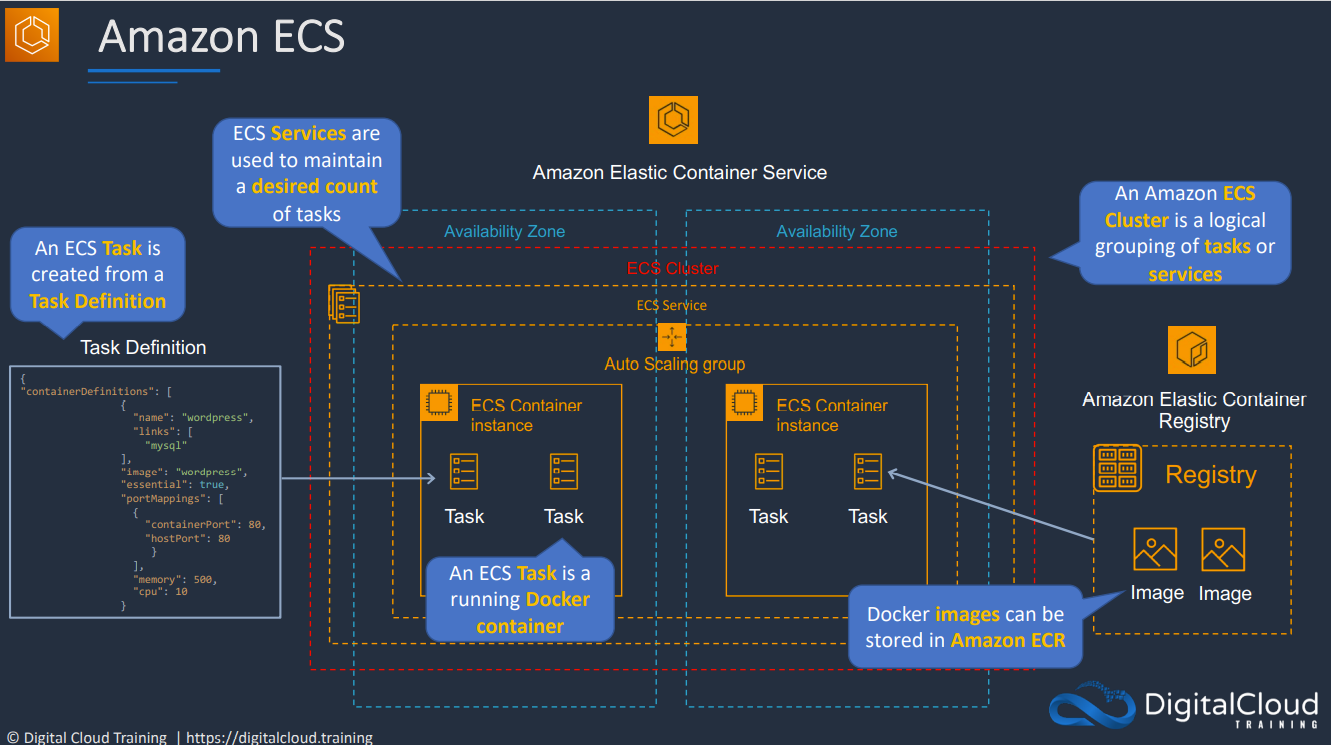 Amazon ECS
Amazon Elastic Container Service
ECS Services are
used to maintain
a desired count
of tasks
An Amazon ECS
Cluster is a logical
grouping of tasks or
services
An ECS Task is
created from a
Task Definition
Availability Zone
Availability Zone
ECS Cluster
ECS Service
Auto Scaling group
Task Definition
{
"containerDefinitions": [
{
"name": "wordpress",
"links": [
"mysql"
],
"image": "wordpress",
"essential": true,
"portMappings": [
{
"containerPort": 80,
"hostPort": 80
}
],
"memory": 500,
"cpu": 10
}
ECS Container
instance
Task
Task
ECS Container
instance
Task
Task
An ECS Task is a
running Docker
container
Amazon Elastic Container
Registry
Registry
Image
Image
Docker images can be
stored in Amazon ECR
DigitalCloud
TRAINING
© Digital Cloud Training | https://digitalcloud.training